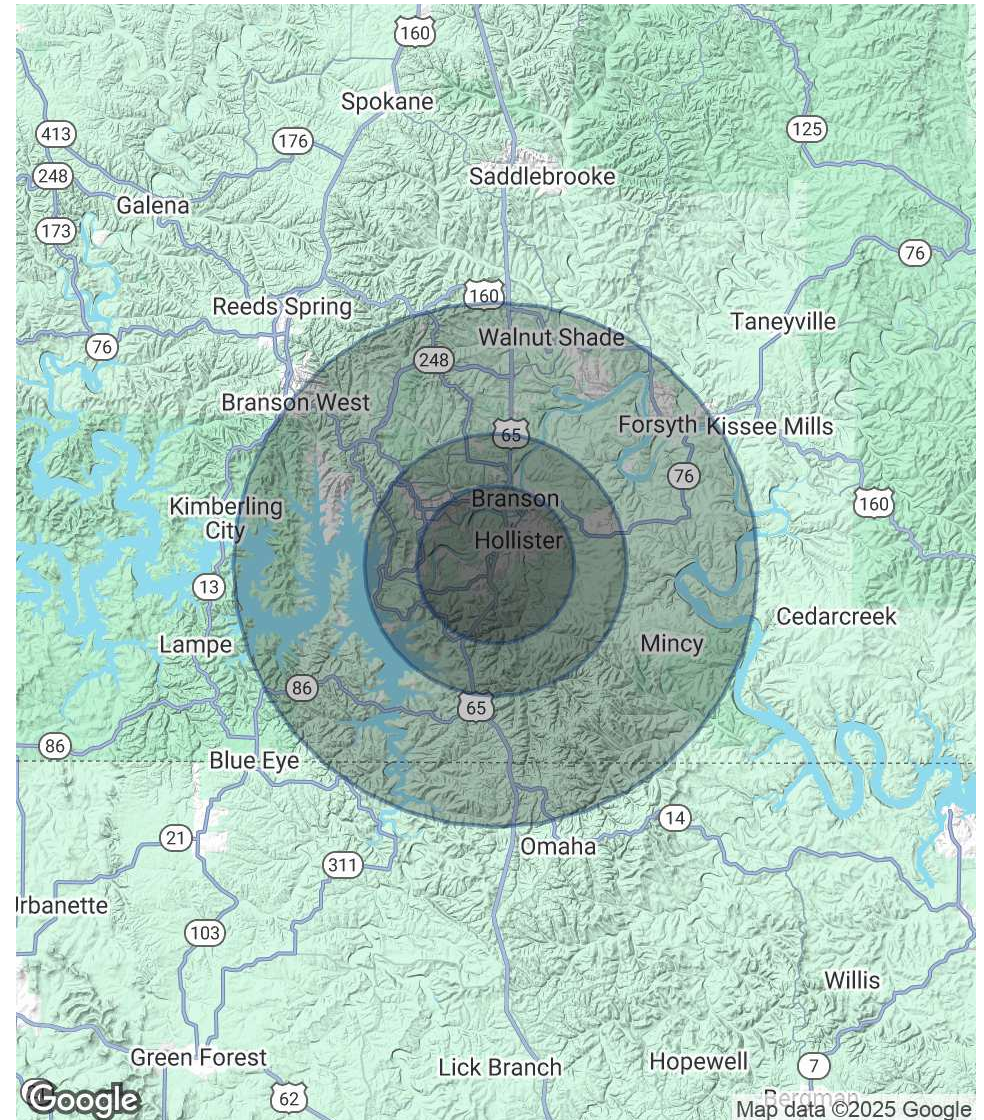 160
Spokane
413
176
125
Saddlebrooke
248
Galena
173
76
160
Reeds Spring
Taneyville
Walnut Shade
76
248
Branson West
65
Forsyth
Kissee Mills
76
Kimberling
City
Branson
160
Hollister
13
Cedarcreek
Lampe
Mincy
86
65
86
Blue Eye
14
21
Omaha
311
Urbanette
103
Willis
Green Forest
Lick Branch
Hopewell
7
62
Bergman
Google
Map data ©2025 Google